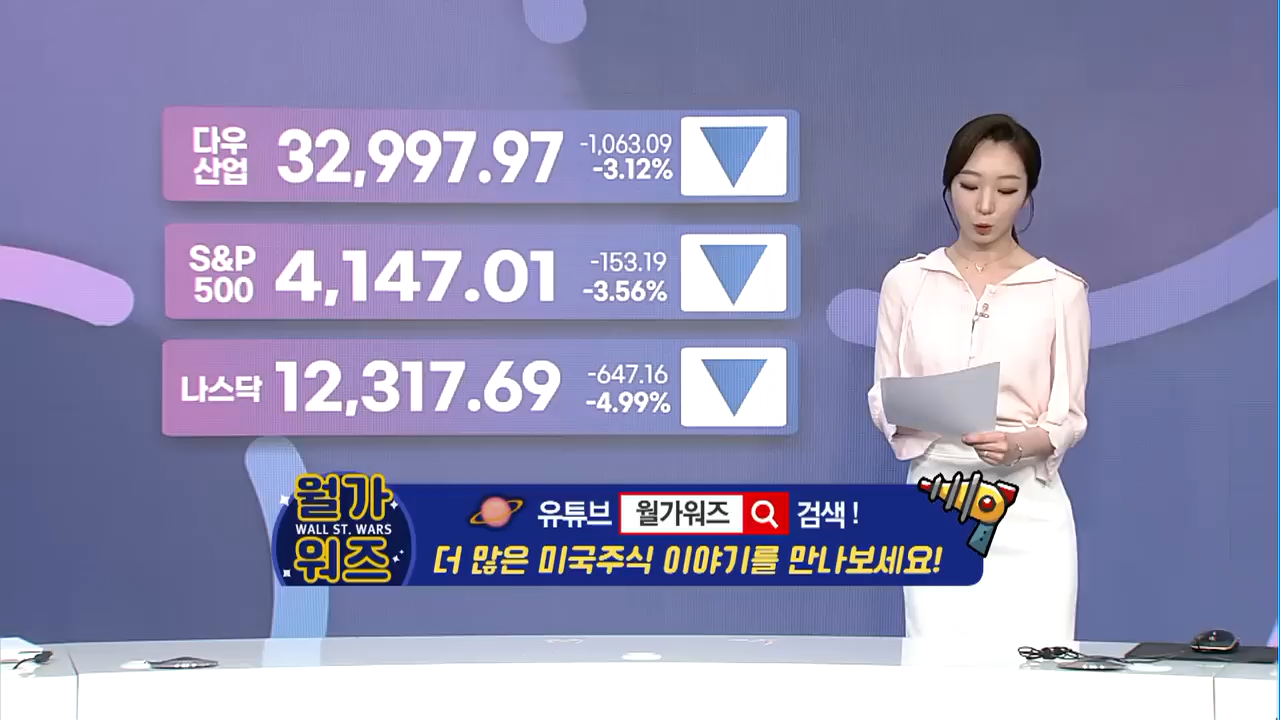 다우
산업
32,997.97
-1,063.09
-3.12%
S&P
500
4,147.01
-153.19
-3.56%
나스닥
12,317.69
-647.16
-4.99%
월가
WALL ST. WARS
워즈
유튜브 월가워즈 검색!
더 많은 미국주식 이야기를 만나보세요!